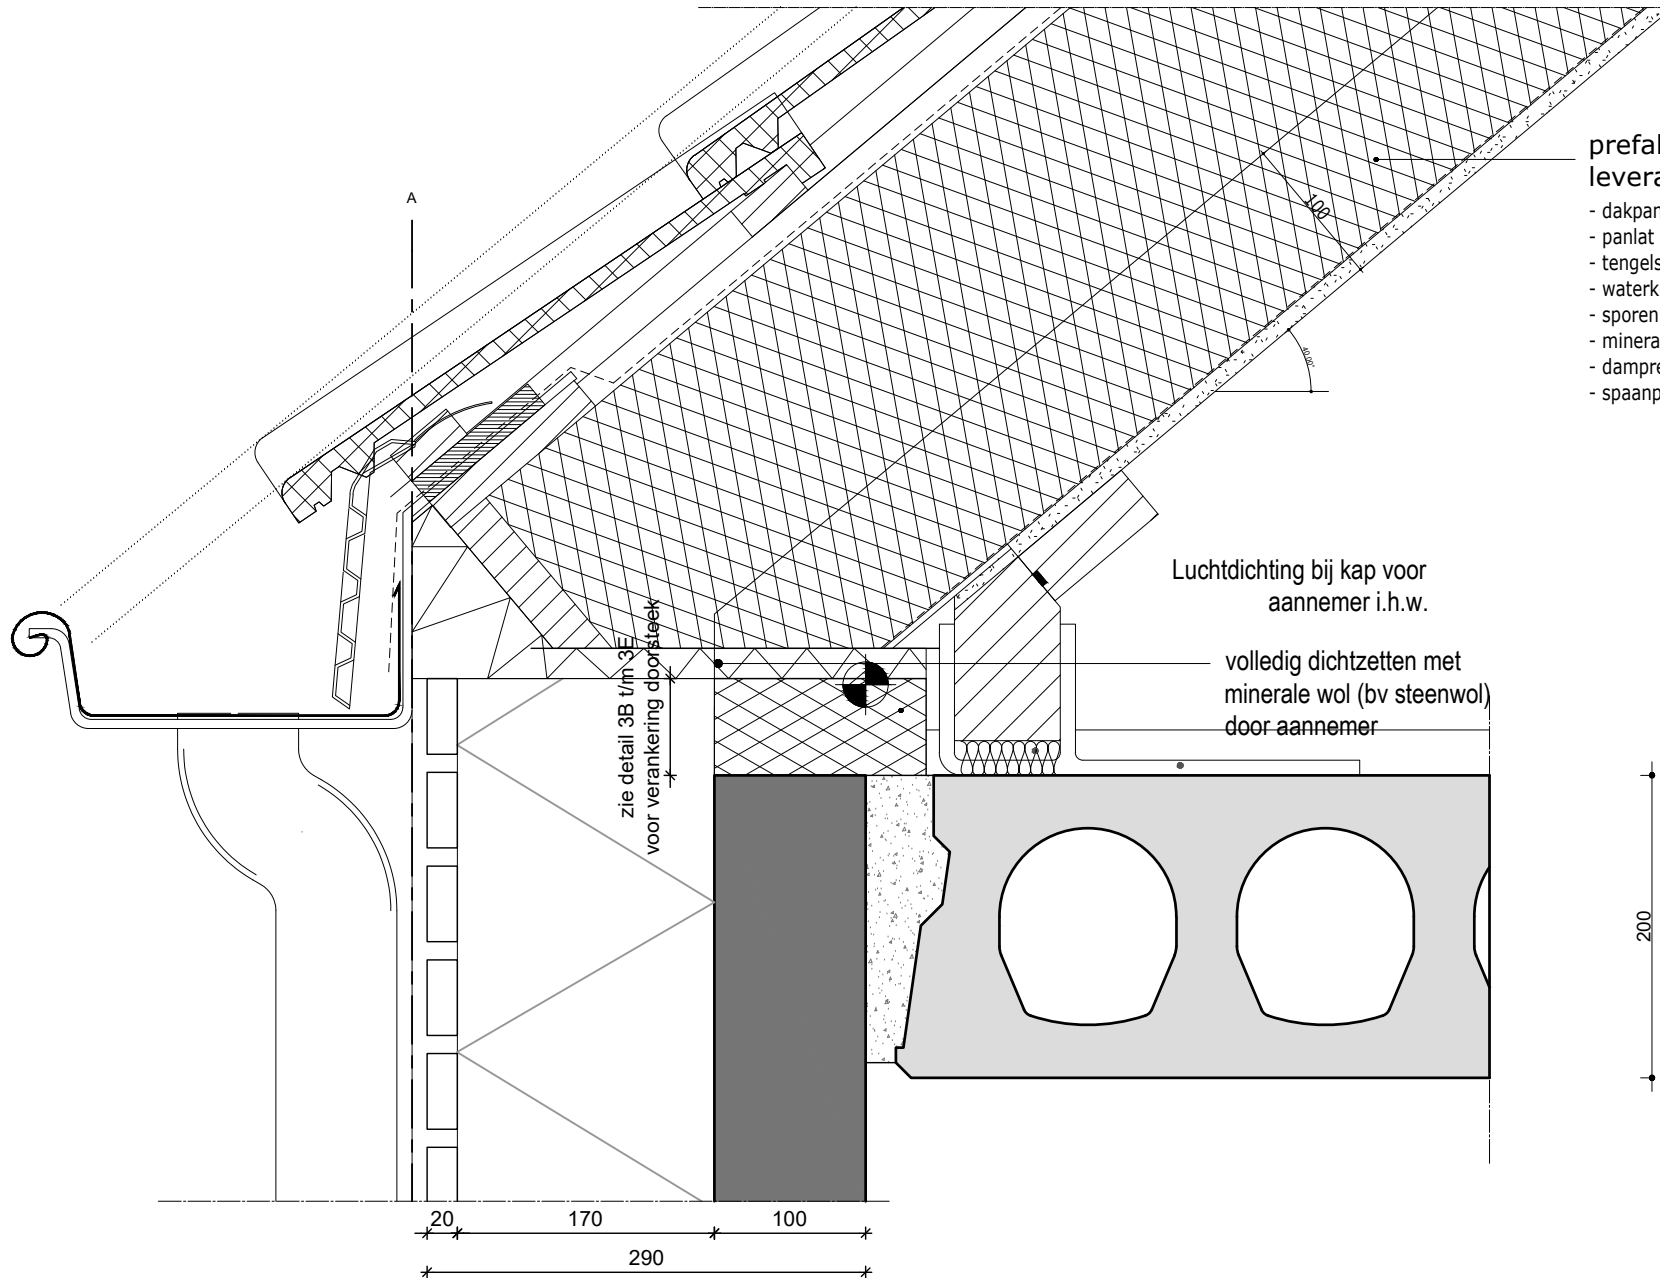 A
prefal
levera
- dakpan
- panlat
- tengels
- waterk
- sporen
- minera
- dampre
- spaanp
100
40.00°
Luchtdichting bij kap voor
aannemer i.h.w.
volledig dichtzetten met
minerale wol (bv steenwol)
door aannemer
zie detail 3B t/m 3E
voor verankering doorsteek
200
20
170
100
290